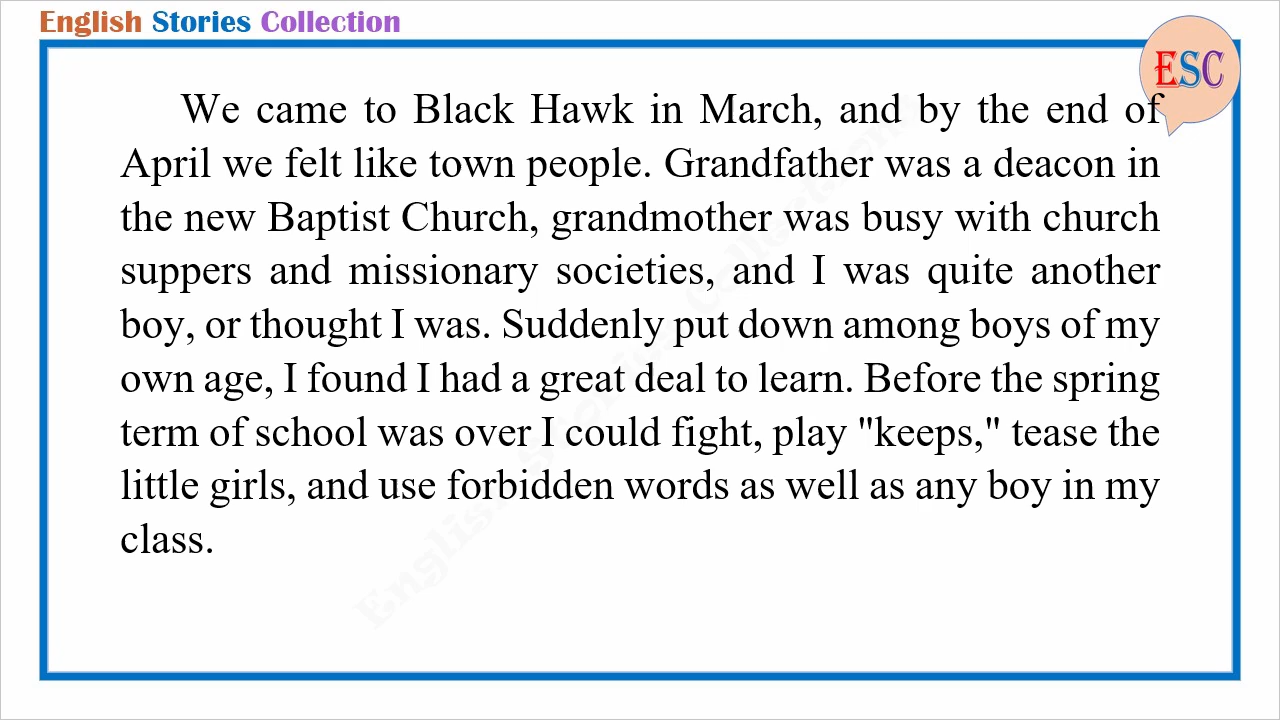 English Stories Collection
ESC
We came to Black Hawk in March, and by the end of
April we felt like town people. Grandfather was a deacon in
the new Baptist Church, grandmother was busy with church
suppers and missionary societies, and I was quite another
boy, or thought I was. Suddenly put down among boys of my
own age, I found I had a great deal to learn. Before the spring
term of school was over I could fight, play "keeps," tease the
little girls, and use forbidden words as well as any boy in my
class.
English Stories Collection